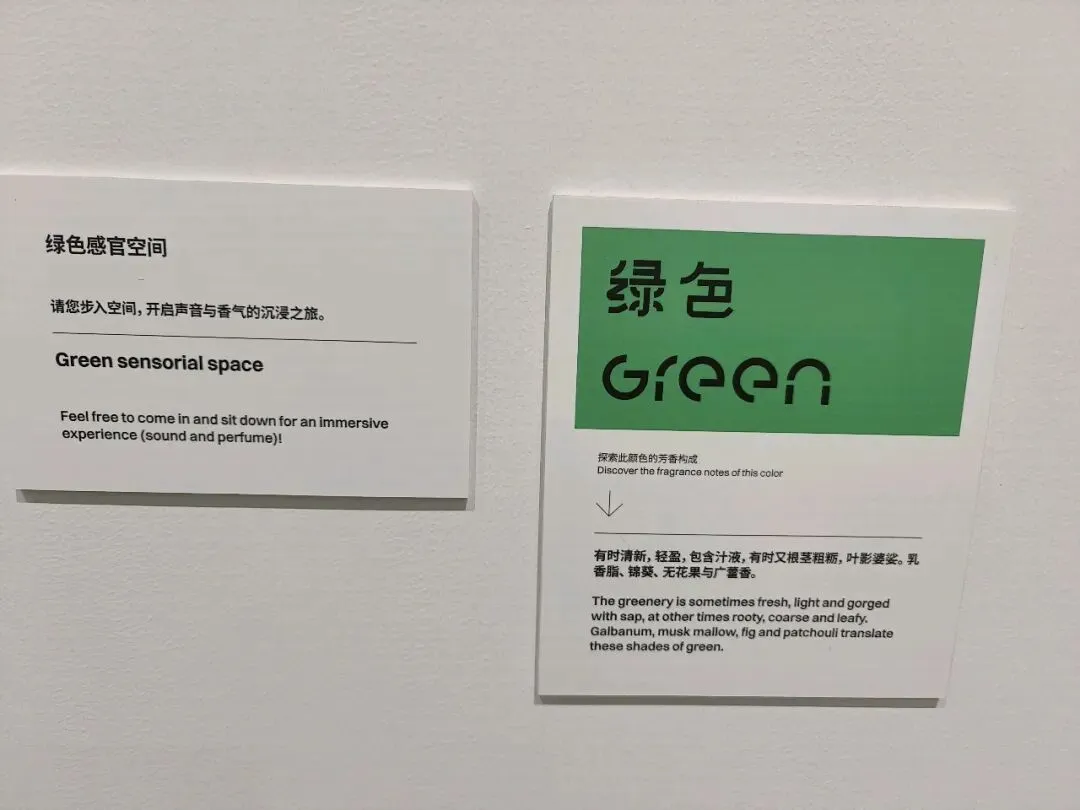 绿色感官空间
请您步入空间，开启声音与香气的沉浸之旅。
Green sensorial space
Feel free to come in and sit down for an immersive
experience (sound and perfume)!
绿色
Green
探索此颜色的芳香构成
Discover the fragrance notes of this color
有时清新，轻盈，包含汁液，有时又根茎粗粝，叶影婆娑。乳
香脂、锦葵、无花果与广藿香。
The greenery is sometimes fresh, light and gorged
with sap, at other times rooty, coarse and leafy.
Galbanum, musk mallow, fig and patchouli translate
these shades of green.